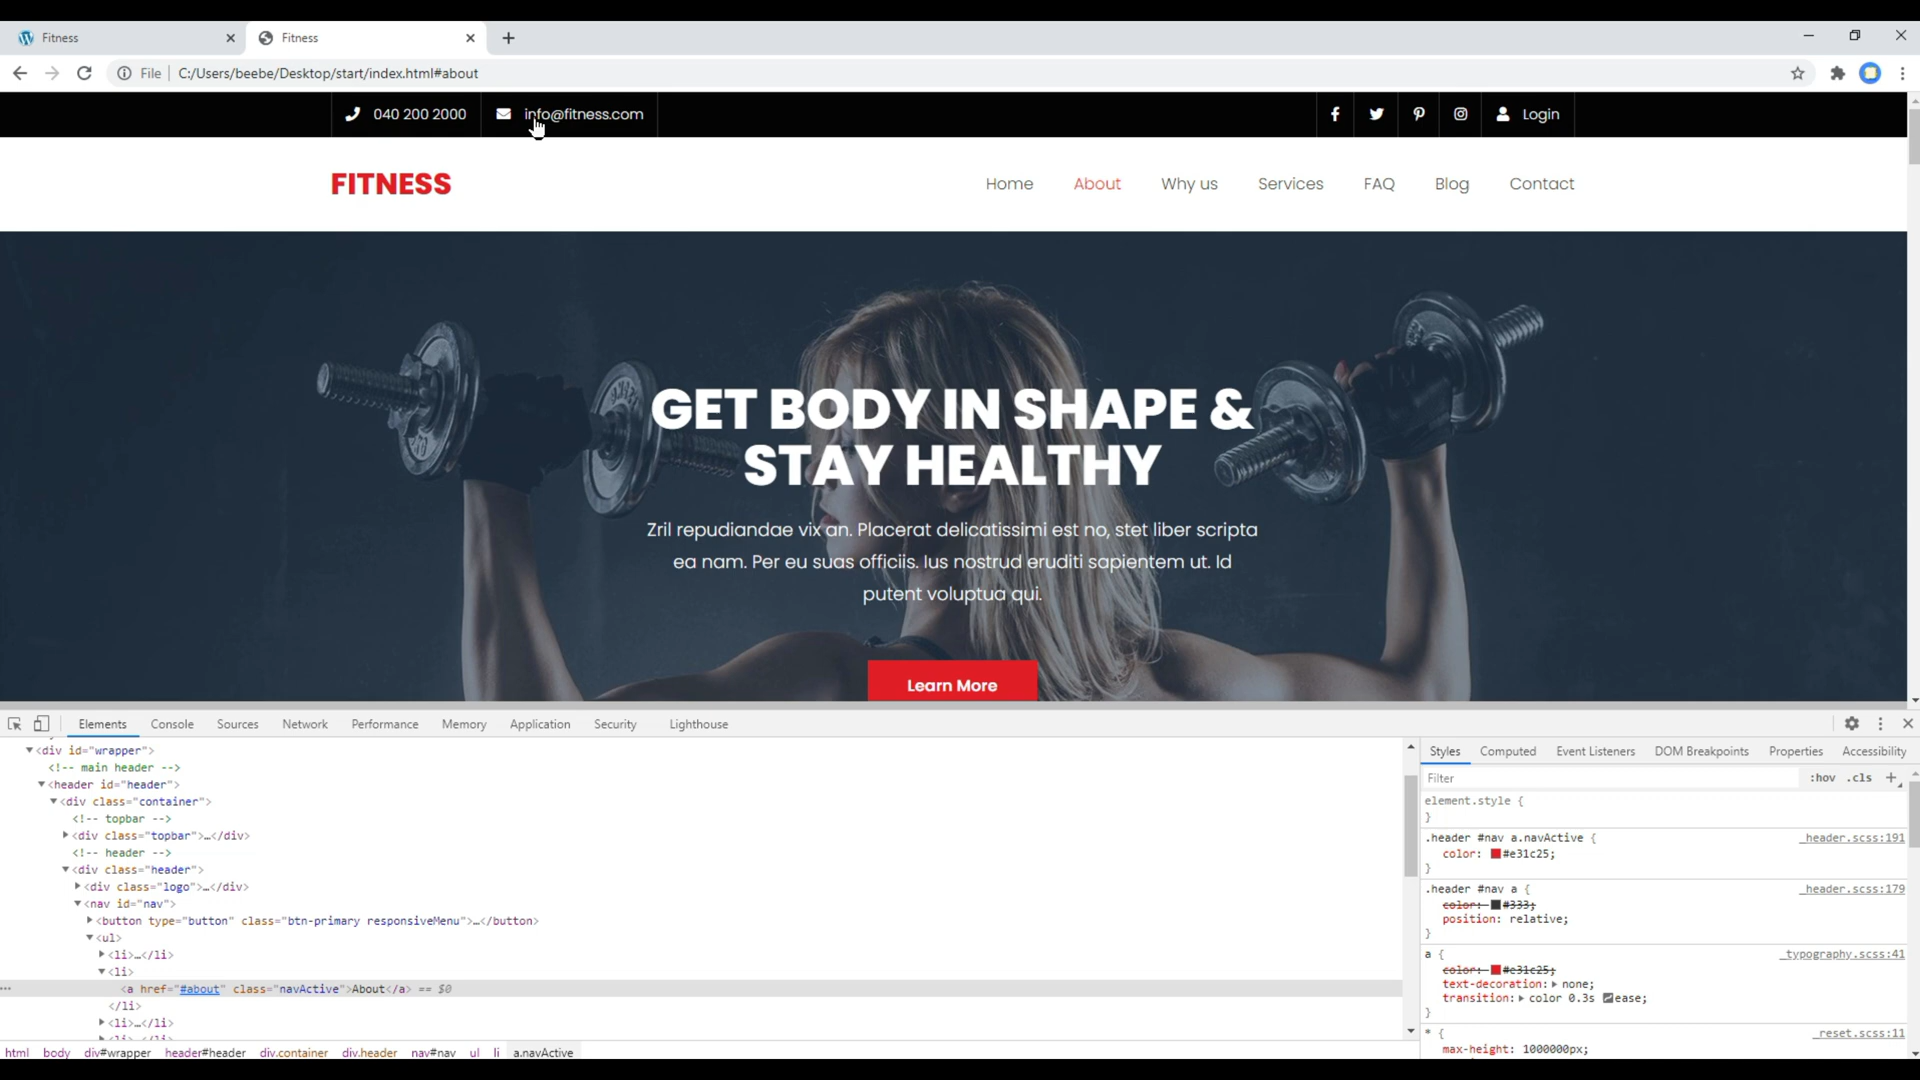 Fitness
Fitness
File C:/Users/beebe/Desktop/start/index.html#about
040 200 2000 info@fitness.com Login
FITNESS
Home About Why us Services FAQ Blog Contact
GET BODY IN SHAPE &
STAY HEALTHY
Zril repudiandae vix an. Placerat delicatissimi est no, stet liber scripta
ea nam. Per eu suas officiis. Ius nostrud eruditi sapientem ut. Id
putent voluptua qui.
Learn More
Elements Console Sources Network Performance Memory Application Security Lighthouse
<div id="wrapper">
<!-- main header -->
<header id="header">
<div class="container">
<!-- topbar -->
<div class="topbar">…</div>
<!-- header -->
<div class="header">
<div class="logo">…</div>
<nav id="nav">
<button type="button" class="btn-primary responsiveMenu">…</button>
<ul>
<li>…</li>
<li>
<a href="#about" class="navActive">About</a> == $0
</li>
<li>…</li>
html body div#wrapper header#header div.container div.header nav#nav ul li a.navActive
Styles Computed Event Listeners DOM Breakpoints Properties Accessibility
Filter :hov .cls +
element.style {
}
.header #nav a.navActive { _header.scss:191
color: #e31c25;
}
.header #nav a { _header.scss:179
color: #333;
position: relative;
}
a { _typography.scss:41
color: #e31c25;
text-decoration: none;
transition: color 0.3s ease;
}
* { _reset.scss:11
max-height: 1000000px;